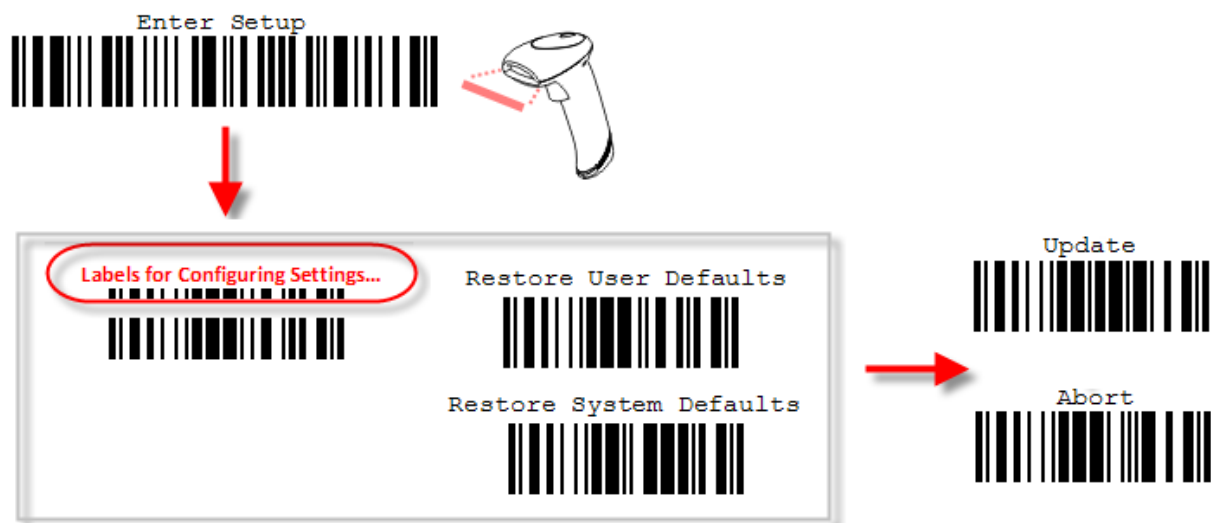 Enter Setup
Labels for Configuring Settings...
Restore User Defaults
Restore System Defaults
Update
Abort